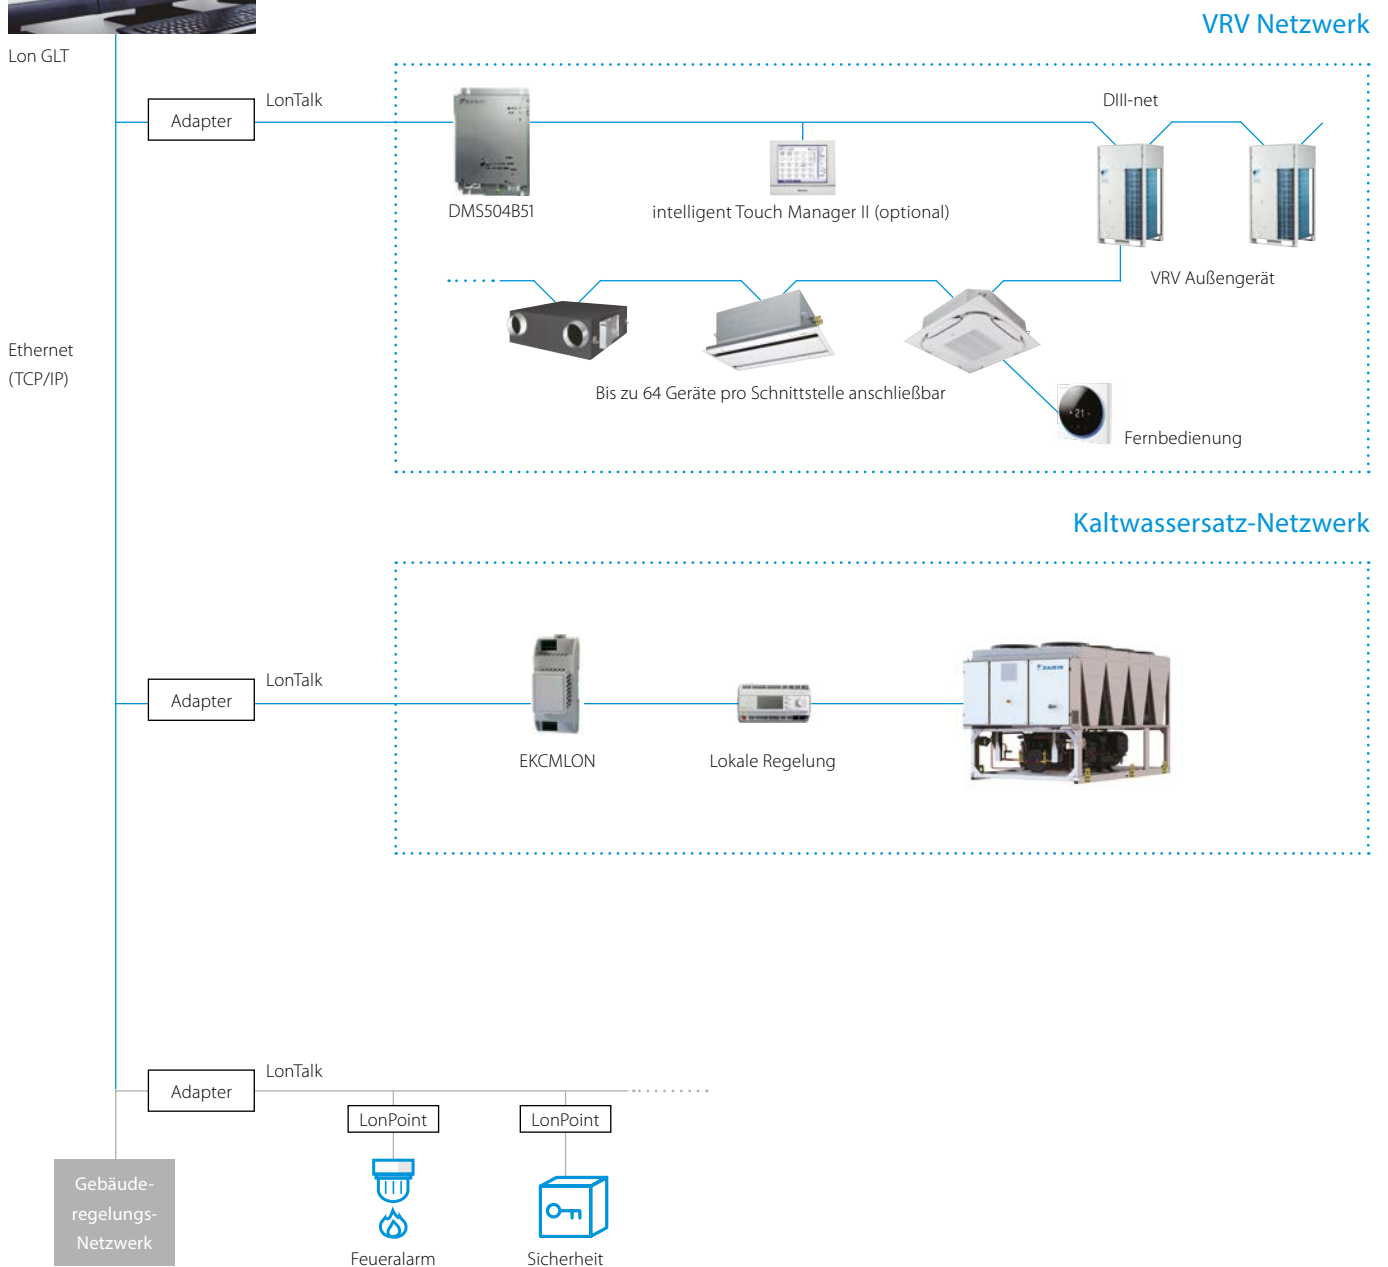 VRV Netzwerk
Lon GLT
Adapter
LonTalk
DIII-net
DMS504B51
intelligent Touch Manager II (optional)
VRV Außengerät
Ethernet
(TCP/IP)
Bis zu 64 Geräte pro Schnittstelle anschließbar
21
Fernbedienung
Kaltwassersatz-Netzwerk
Adapter
LonTalk
DAIKIN
EKCMLON
Lokale Regelung
Adapter
LonTalk
LonPoint
LonPoint
Gebäude-
regelungs-
Netzwerk
Feueralarm
Sicherheit